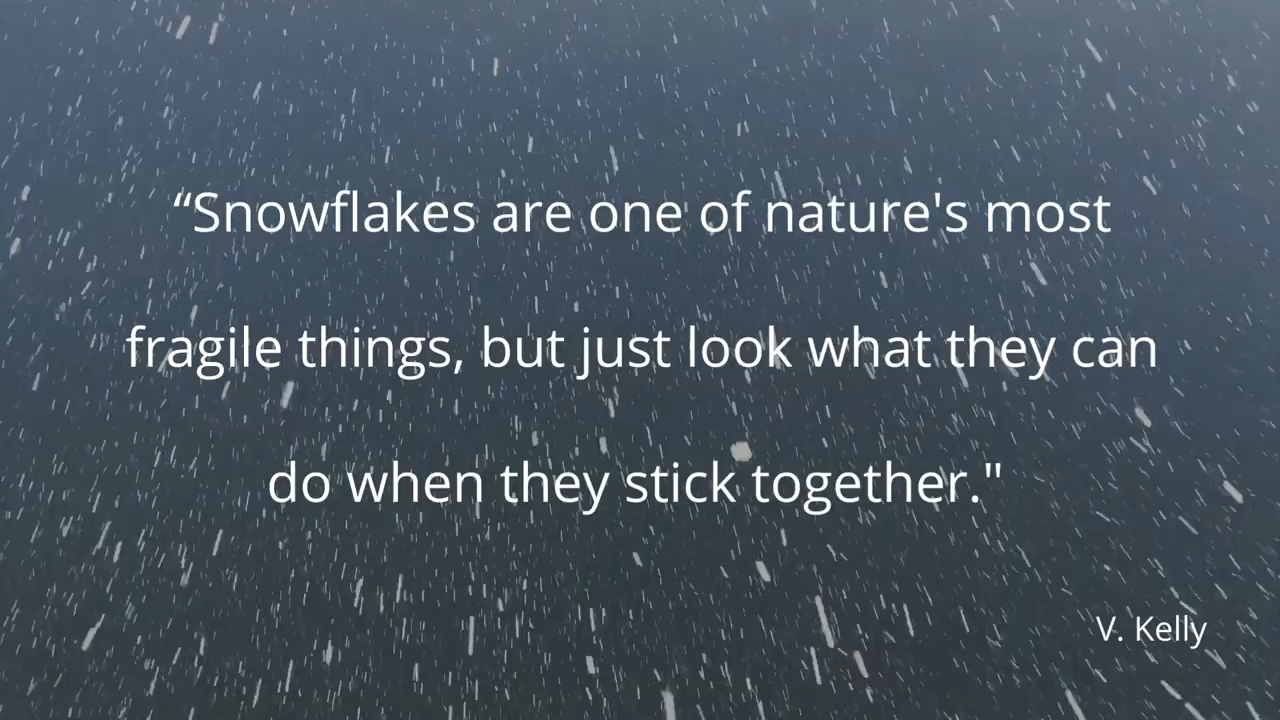 “Snowflakes are one of nature's most
fragile things, but just look what they can
do when they stick together."
V. Kelly